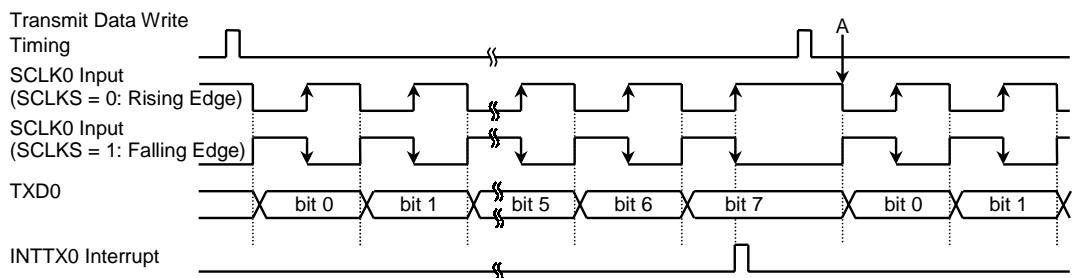 Transmit Data Write
Timing
A
SCLK0 Input
(SCLKS = 0: Rising Edge)
SCLK0 Input
(SCLKS = 1: Falling Edge)
TXD0
bit 0
bit 1
bit 5
bit 6
bit 7
bit 0
bit 1
INTTX0 Interrupt